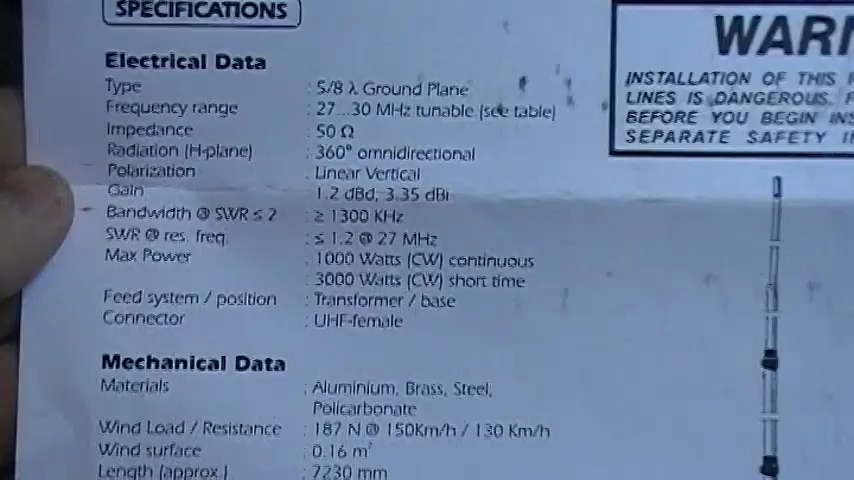 SPECIFICATIONS
Electrical Data
Type : 5/8 λ Ground Plane
Frequency range : 27...30 MHz tunable (see table)
Impedance : 50 Ω
Radiation (H-plane) : 360° omnidirectional
Polarization : Linear Vertical
Gain : 1.2 dBd, 3.35 dBi
Bandwidth @ SWR ≤ 2 : ≥ 1300 KHz
SWR @ res. freq. : ≤ 1.2 @ 27 MHz
Max Power : 1000 Watts (CW) continuous
: 3000 Watts (CW) short time
Feed system / position : Transformer / base
Connector : UHF-female
Mechanical Data
Materials : Aluminium, Brass, Steel,
Policarbonate
Wind Load / Resistance : 187 N @ 150Km/h / 130 Km/h
Wind surface : 0.16 m²
Length (approx.) : 7230 mm
WARN
INSTALLATION OF THIS
LINES IS DANGEROUS.
BEFORE YOU BEGIN INS
SEPARATE SAFETY IN